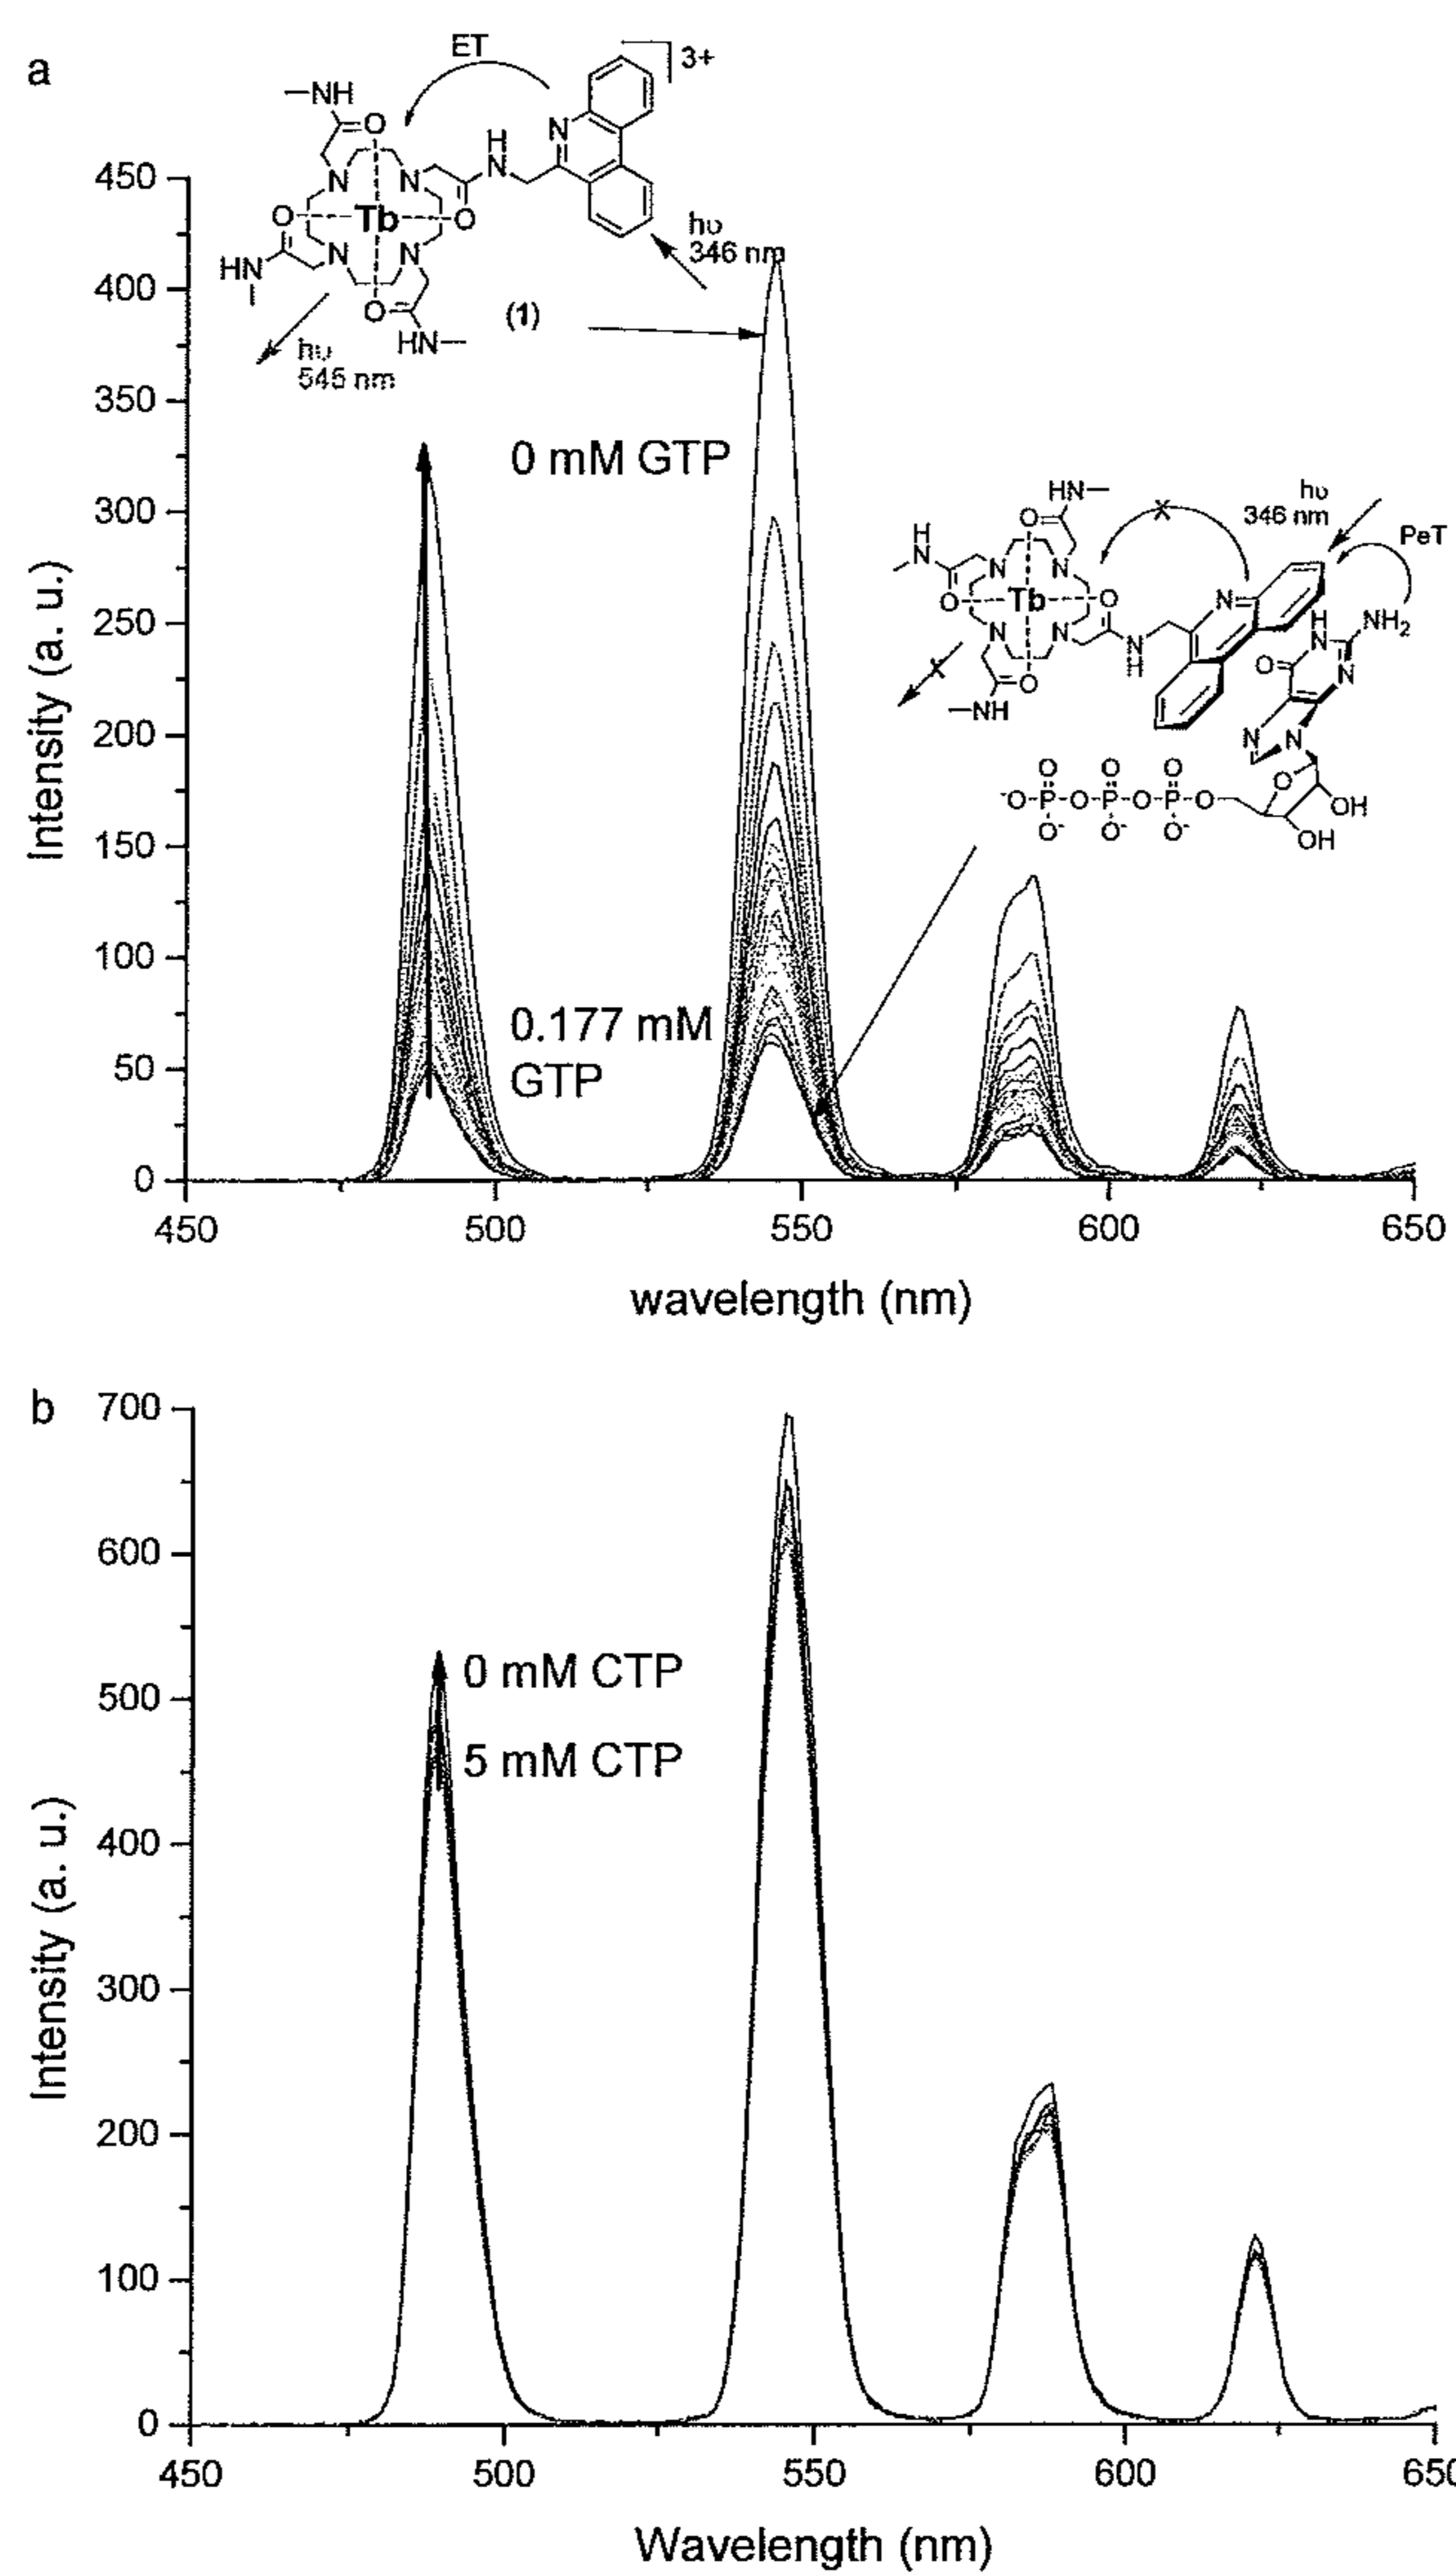 a
ET
3+
NH
O
N
H
N
N
N
O
Tb
O
hυ
346 nm
HN
N
N
O
HN
(1)
hυ
545 nm
450
400
350
300
250
200
150
100
50
0
Intensity (a. u.)
0 mM GTP
0.177 mM
GTP
HN
O
X
hυ
346 nm
PeT
H
N
N
N
N
H
N
NH2
O
Tb
O
O
N
N
N
N
H
X
O
NH
N
N
O
O
O
O
-O-P-O-P-O-P-O
O-
O-
O-
OH
OH
450
500
550
600
650
wavelength (nm)
b
700
600
500
400
300
200
100
0
Intensity (a. u.)
0 mM CTP
5 mM CTP
450
500
550
600
Wavelength (nm)